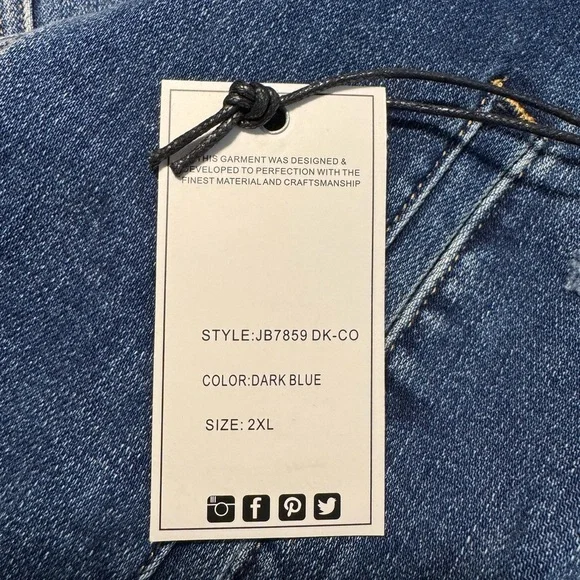 THIS GARMENT WAS DESIGNED &
DEVELOPED TO PERFECTION WITH THE
FINEST MATERIAL AND CRAFTSMANSHIP
STYLE:JB7859 DK-CO
COLOR:DARK BLUE
SIZE: 2XL